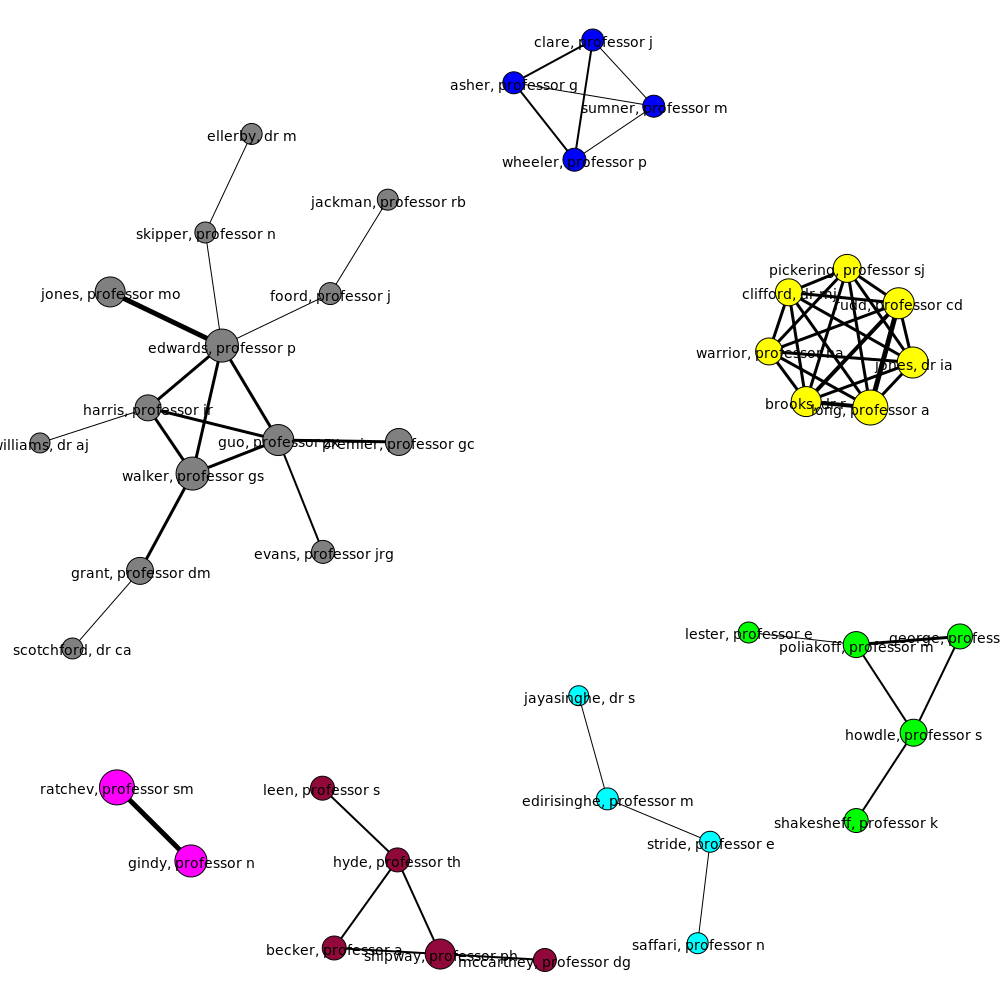 clare, professor j
asher, professor g
sumner, professor m
ellerby, dr m
wheeler, professor p
jackman, professor rb
skipper, professor n
pickering, professor sj
jones, professor mo
foord, professor j
clifford, dr mj
rudd, professor cd
edwards, professor p
warrior, professor na
jones, dr ia
harris, professor jr
brooks, dr r
long, professor a
williams, dr aj
guo, professor
premier, professor gc
walker, professor gs
evans, professor jrg
grant, professor dm
scotchford, dr ca
lester, professor e
poliakoff, professor m
george, profess
jayasinghe, dr s
howdle, professor s
ratchev, professor sm
leen, professor s
edirisinghe, professor m
shakesheff, professor k
stride, professor e
gindy, professor n
hyde, professor th
saffari, professor n
becker, professor a
shipway, professor ph
mccartney, professor dg